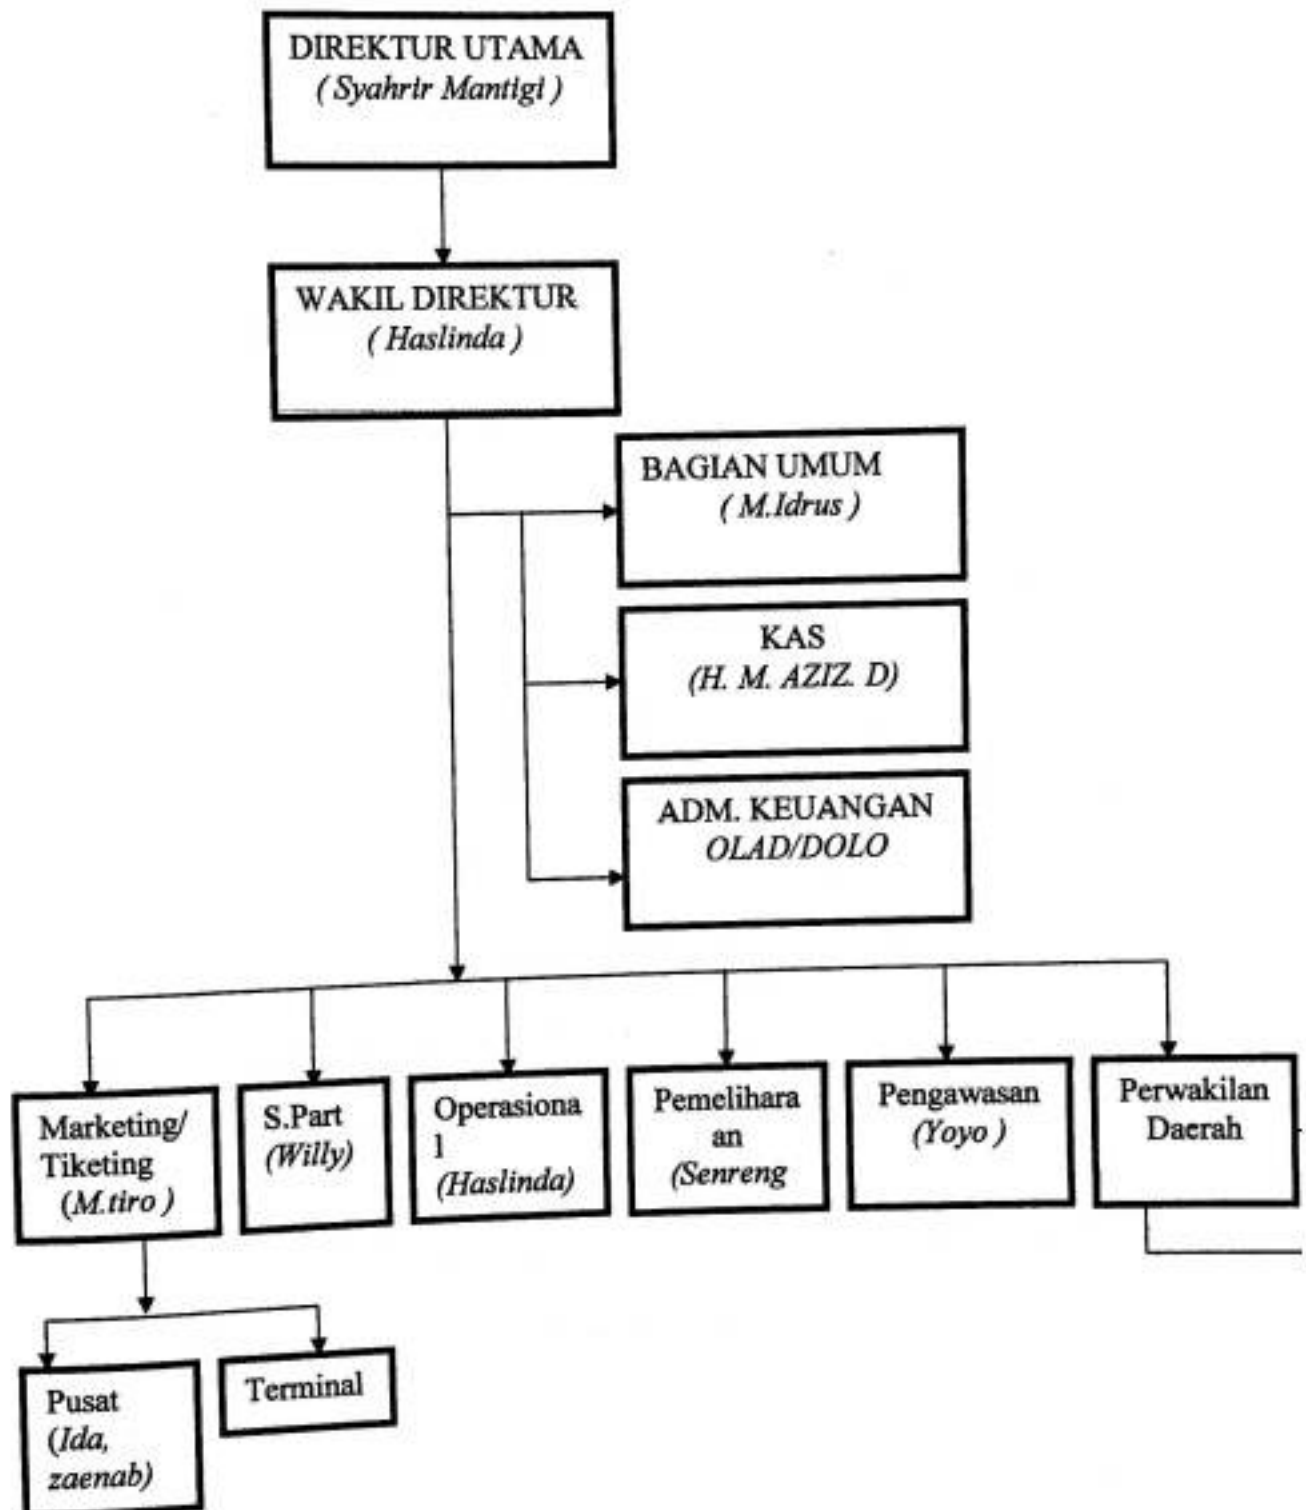 DIREKTUR UTAMA
( Syahrir Mantigi )
WAKIL DIREKTUR
( Haslinda )
BAGIAN UMUM
( M.Idrus )
KAS
(H. M. AZIZ. D)
ADM. KEUANGAN
OLAD/DOLO
Marketing/
Tiketing
(M.tiro )
S.Part
(Willy)
Operasiona
l
(Haslinda)
Pemelihara
an
(Senreng
Pengawasan
(Yoyo )
Perwakilan
Daerah
Pusat
(Ida,
zaenab)
Terminal